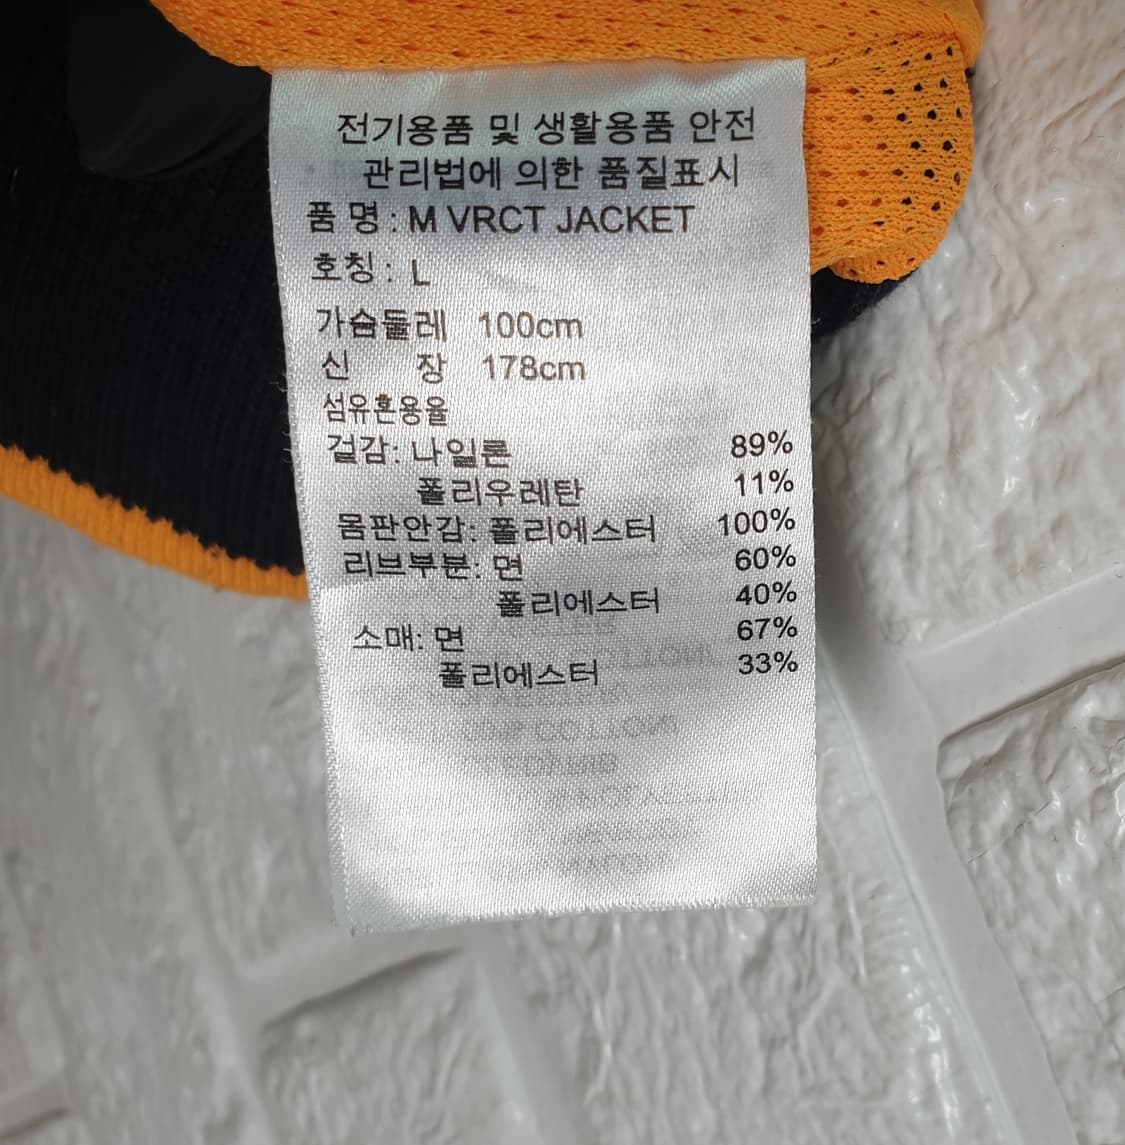 전기용품 및 생활용품 안전
관리법에 의한 품질표시
품 명 : M VRCT JACKET
호칭 : L
가슴둘레 100cm
신 장 178cm
섬유혼용율
겉감: 나일론 89%
폴리우레탄 11%
몸판안감: 폴리에스터 100%
리브부분: 면 60%
폴리에스터 40%
소매: 면 67%
폴리에스터 33%